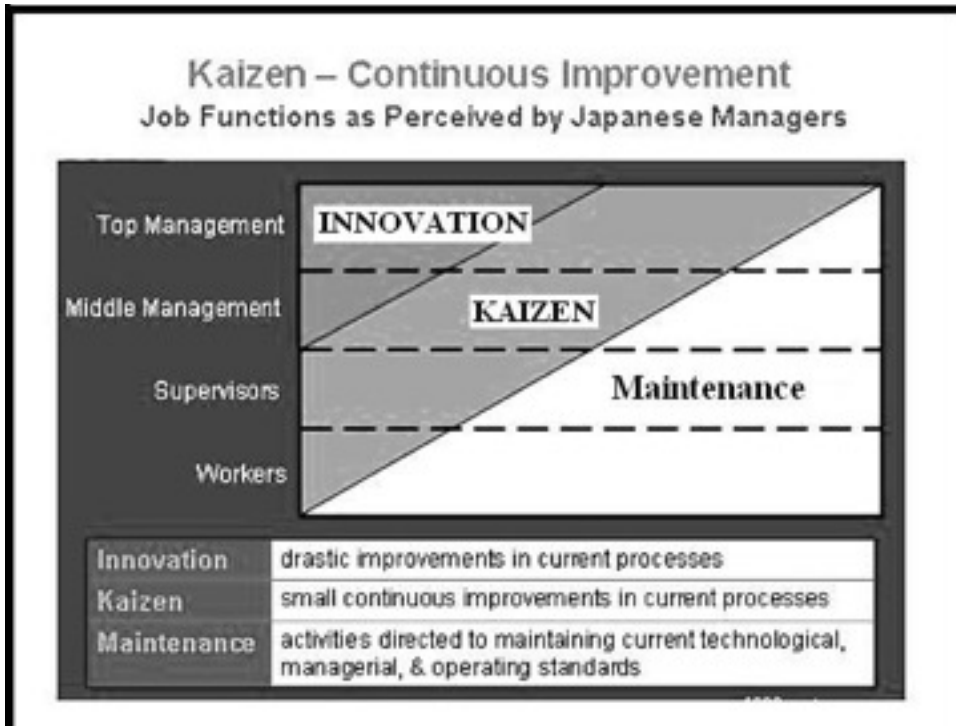 Kaizen – Continuous Improvement
Job Functions as Perceived by Japanese Managers
Top Management
INNOVATION
Middle Management
KAIZEN
Supervisors
Maintenance
Workers
Innovation drastic improvements in current processes
Kaizen small continuous improvements in current processes
Maintenance activities directed to maintaining current technological,
managerial, & operating standards